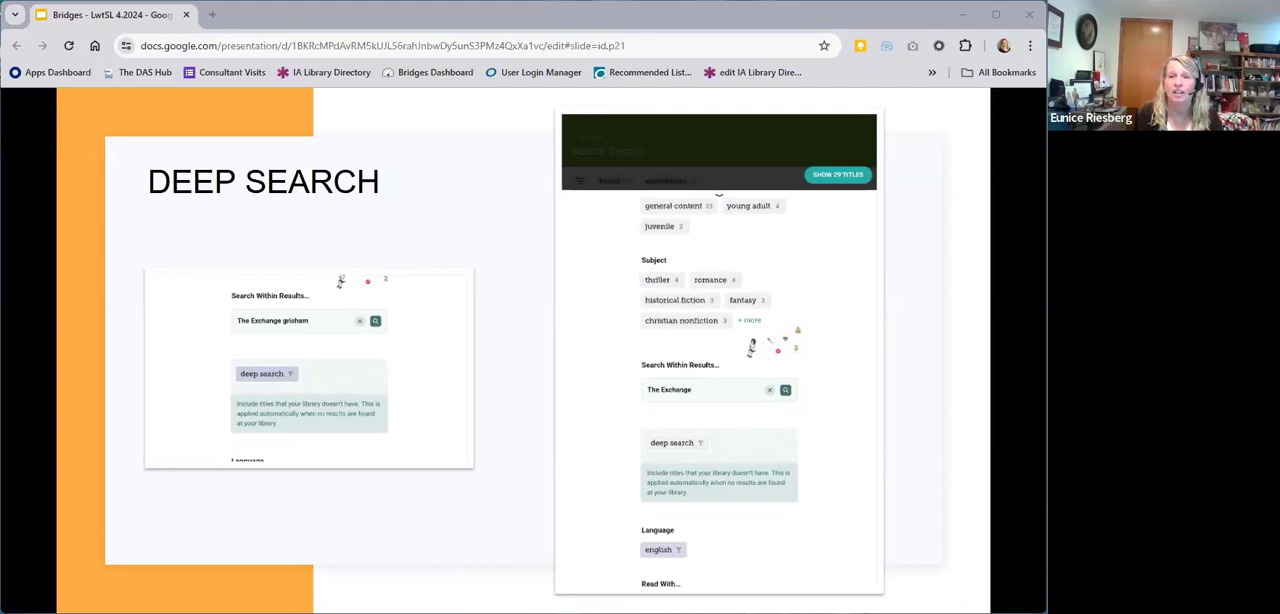 Bridges - LwtSL 4.2024 - Goog
docs.google.com/presentation/d/1BKRcMPdAvRM5kUJL56rahJnbwDy5unS3PMz4QxXa1vc/edit#slide=id.p21
Apps Dashboard
The DAS Hub
Consultant Visits
IA Library Directory
Bridges Dashboard
User Login Manager
Recommended List...
edit IA Library Dire...
All Bookmarks
Eunice Riesberg
DEEP SEARCH
Search Within Results...
The Exchange grisham
deep search
Include titles that your library doesn't have. This is
applied automatically when no results are found
at your library.
Language
Search Results
SHOW 29 TITLES
general content 23 young adult 4
juvenile 2
Subject
thriller 4 romance 4
historical fiction 3 fantasy 3
christian nonfiction 3 + more
Search Within Results...
The Exchange
deep search
Include titles that your library doesn't have. This is
applied automatically when no results are found
at your library.
Language
english
Read With...